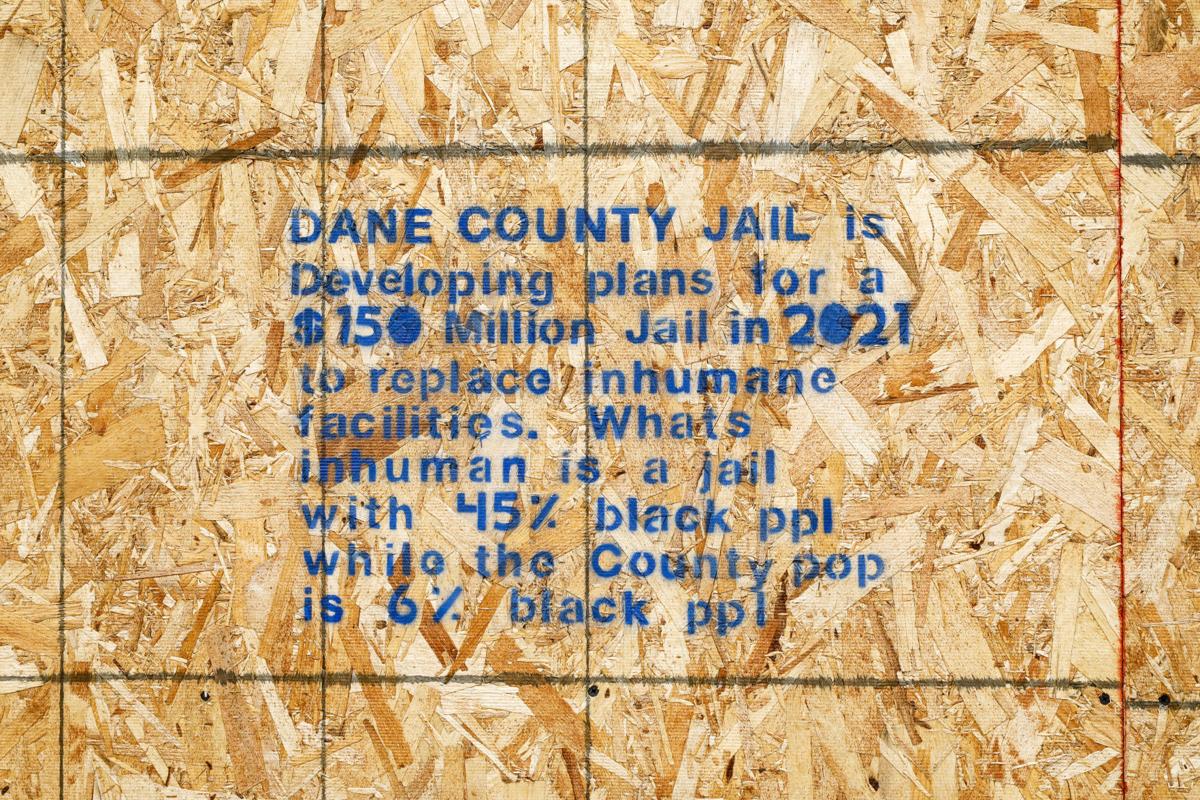 DANE COUNTY JAIL is
Developing plans for a
$150 Million Jail in 2021
to replace inhumane
facilities. Whats
inhuman is a jail
with 45% black ppl
while the County pop
is 6% black ppl